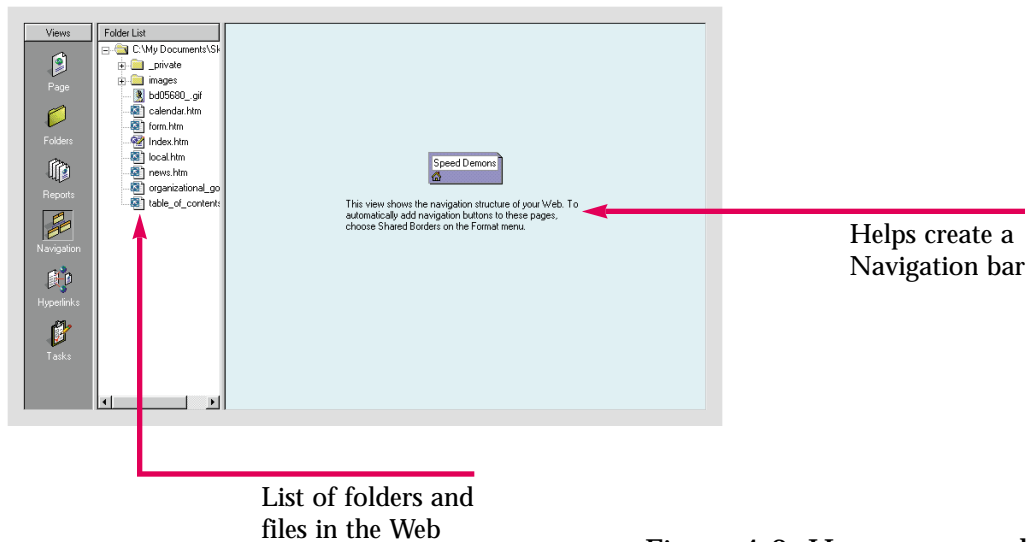 Views
Page
Folders
Reports
Navigation
Hyperlinks
Tasks
Folder List
C:\My Documents\Sk
_private
images
bd05680_.gif
calendar.htm
form.htm
Index.htm
local.htm
news.htm
organizational_go
table_of_contents
Speed Demons
This view shows the navigation structure of your Web. To
automatically add navigation buttons to these pages,
choose Shared Borders on the Format menu.
Helps create a
Navigation bar
List of folders and
files in the Web